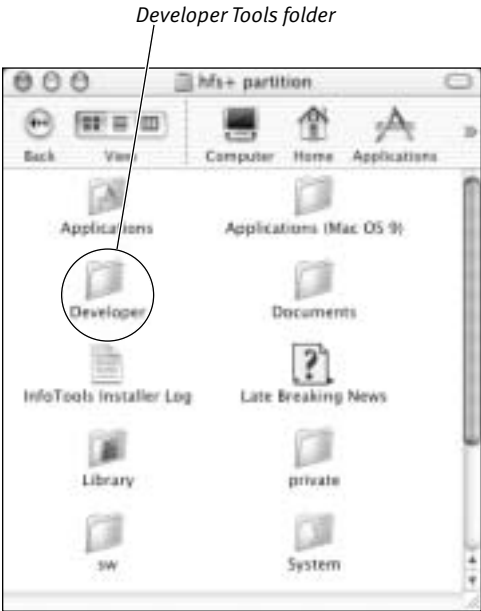 Developer Tools folder
hfs+ partition
Back View Computer Home Applications »
Applications Applications (Mac OS 9)
Developer Documents
InfoTools Installer Log Late Breaking News
Library private
sw System